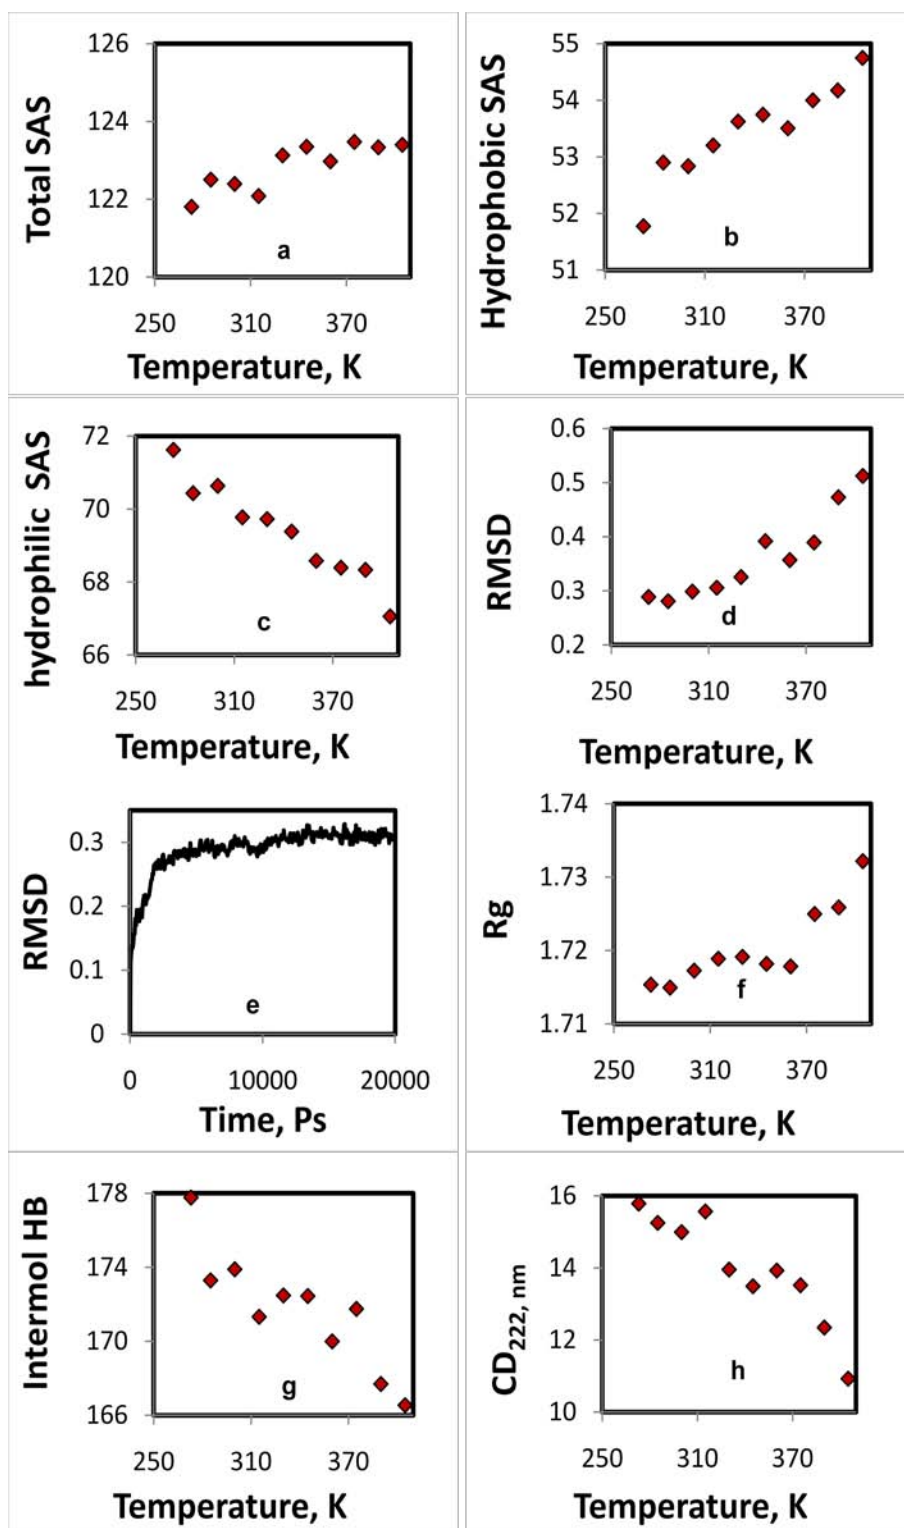 Total SAS
126
124
122
120
a
250 310 370
Temperature, K
Hydrophobic SAS
55
54
53
52
51
b
250 310 370
Temperature, K
hydrophilic SAS
72
70
68
66
c
250 310 370
Temperature, K
RMSD
0.6
0.5
0.4
0.3
0.2
d
250 310 370
Temperature, K
RMSD
0.3
0.2
0.1
0
e
0 10000 20000
Time, Ps
Rg
1.74
1.73
1.72
1.71
f
250 310 370
Temperature, K
Intermol HB
178
174
170
166
g
250 310 370
Temperature, K
CD222, nm
16
14
12
10
h
250 310 370
Temperature, K